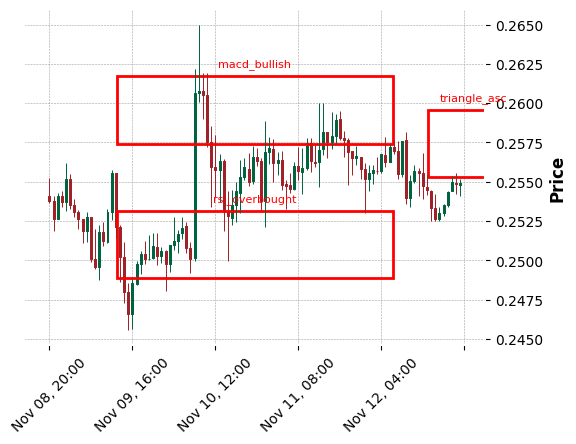 macd_bullish
triangle_asc
rsi_overbought
0.2650
0.2625
0.2600
0.2575
0.2550
0.2525
0.2500
0.2475
0.2450
Price
Nov 08, 20:00
Nov 09, 16:00
Nov 10, 12:00
Nov 11, 08:00
Nov 12, 04:00